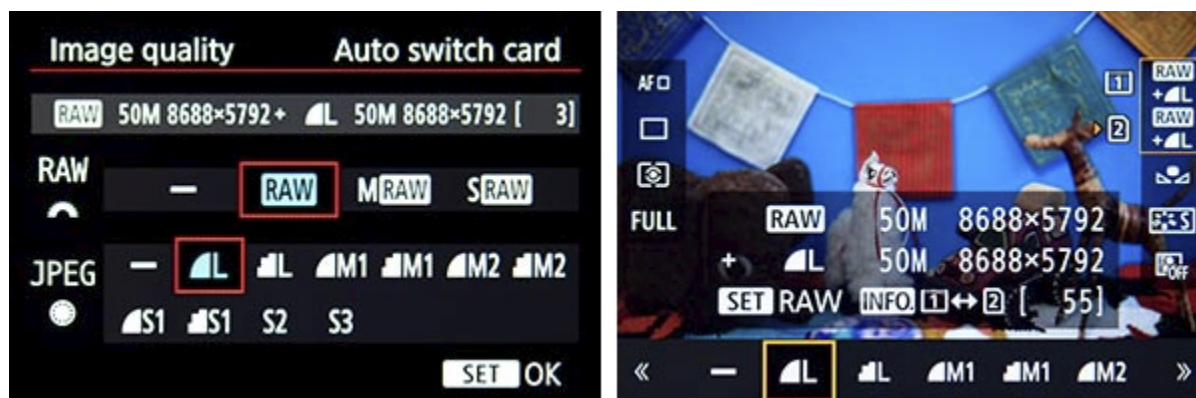 Image quality Auto switch card
RAW 50M 8688×5792 + L 50M 8688×5792 [ 3]
RAW
— RAW MRAW SRAW
JPEG
— L L M1 M1 M2 M2
S1 S1 S2 S3
SET OK
AF
1 RAW
+ L
2 RAW
+ L
FULL
S
OFF
RAW 50M 8688×5792
+ L 50M 8688×5792
SET RAW INFO. 1 ↔ 2 [ 55]
« — L L M1 M1 M2 »